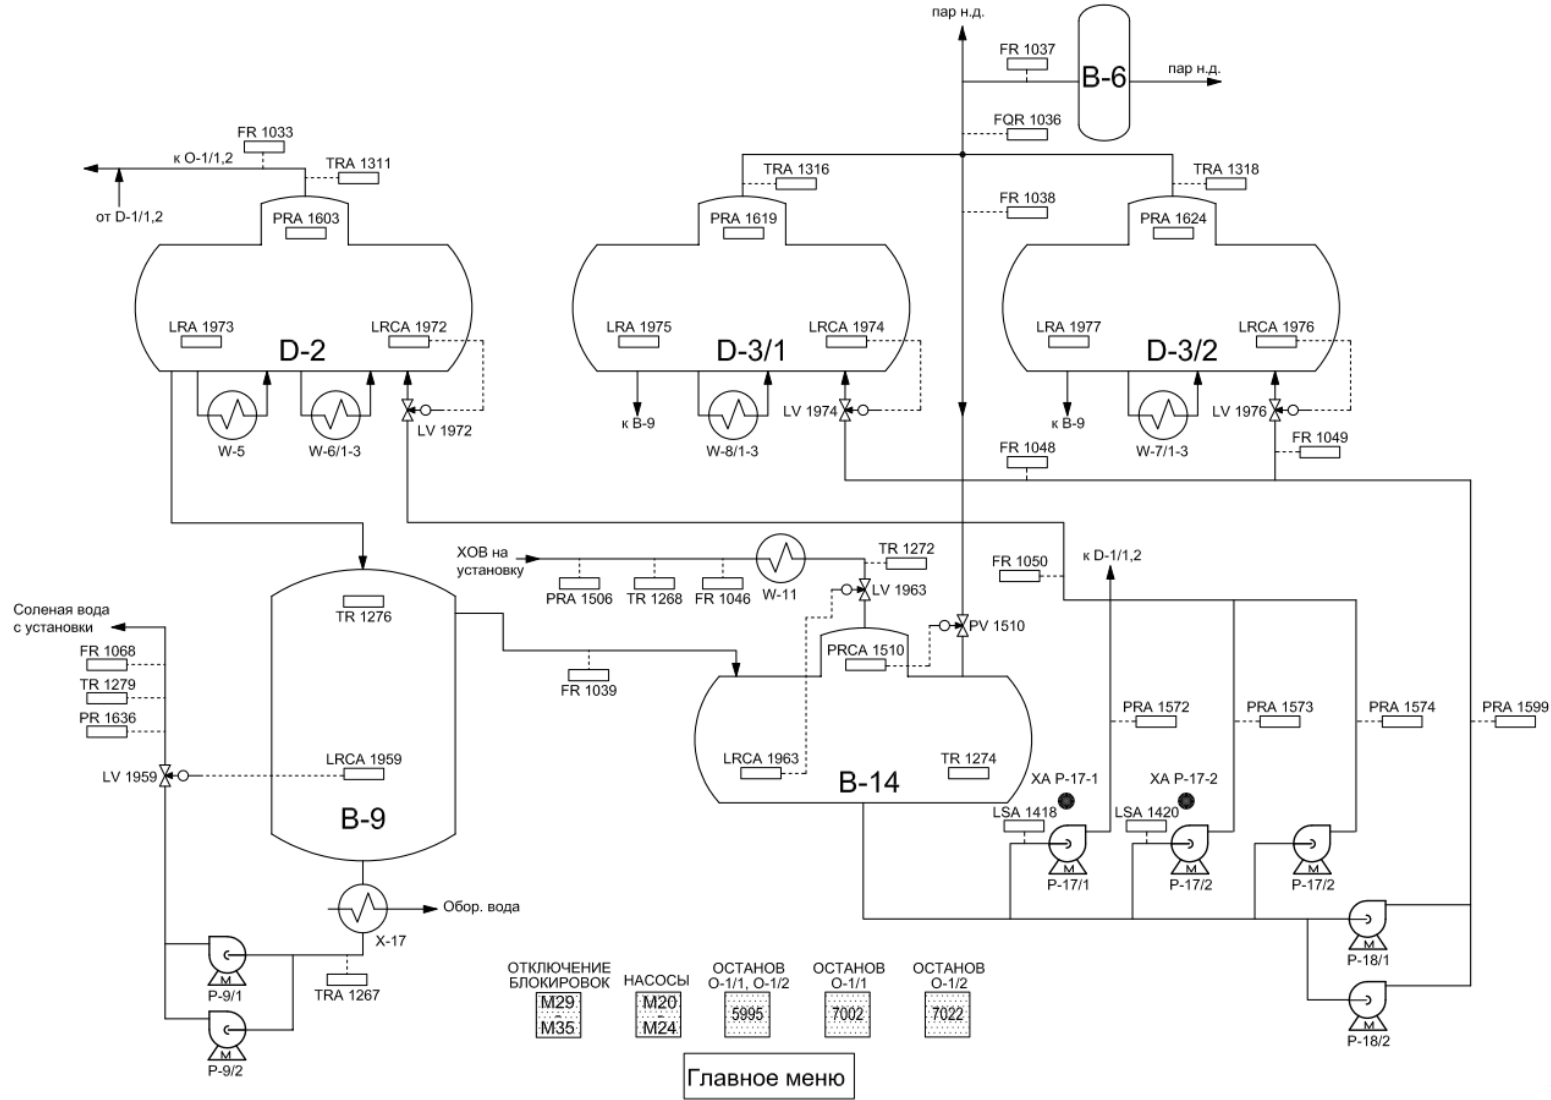 пар н.д.
FR 1037
B-6
пар н.д.
FQR 1036
FR 1033
к О-1/1,2
TRA 1311
от D-1/1,2
PRA 1603
TRA 1316
TRA 1318
FR 1038
PRA 1619
PRA 1624
LRA 1973
LRCA 1972
D-2
LRA 1975
LRCA 1974
D-3/1
LRA 1977
LRCA 1976
D-3/2
W-5
W-6/1-3
LV 1972
к В-9
W-8/1-3
LV 1974
к В-9
W-7/1-3
LV 1976
FR 1049
FR 1048
ХОВ на
установку
PRA 1506
TR 1268
FR 1046
W-11
TR 1272
LV 1963
FR 1050
к D-1/1,2
Соленая вода
с установки
FR 1068
TR 1279
PR 1636
LV 1959
TR 1276
LRCA 1959
B-9
FR 1039
PRCA 1510
PV 1510
LRCA 1963
TR 1274
B-14
PRA 1572
PRA 1573
PRA 1574
PRA 1599
ХА Р-17-1
ХА Р-17-2
LSA 1418
LSA 1420
M
P-17/1
M
P-17/2
M
P-17/2
M
P-18/1
M
P-18/2
Обор. вода
X-17
TRA 1267
M
P-9/1
M
P-9/2
ОТКЛЮЧЕНИЕ
БЛОКИРОВОК
M29
-
M35
НАСОСЫ
M20
-
M24
ОСТАНОВ
О-1/1, О-1/2
5995
ОСТАНОВ
О-1/1
7002
ОСТАНОВ
О-1/2
7022
Главное меню